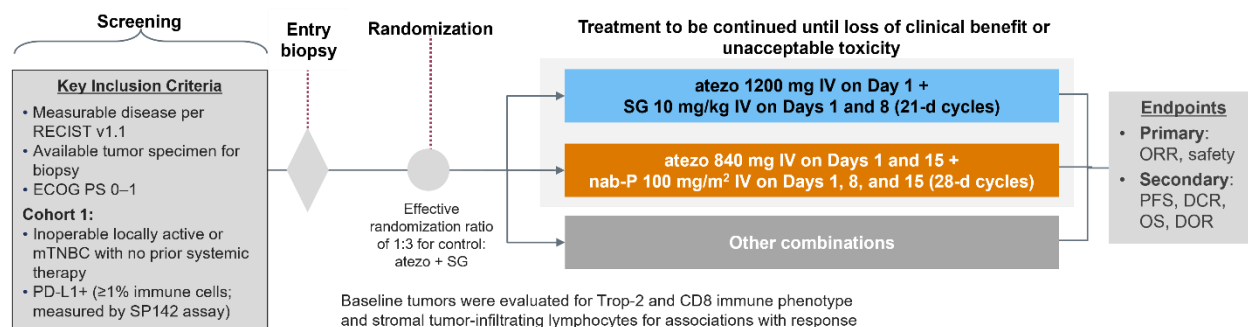 Screening
Entry
biopsy
Randomization
Treatment to be continued until loss of clinical benefit or
unacceptable toxicity
Key Inclusion Criteria
• Measurable disease per
RECIST v1.1
• Available tumor specimen for
biopsy
• ECOG PS 0–1
Cohort 1:
• Inoperable locally active or
mTNBC with no prior systemic
therapy
• PD-L1+ (≥1% immune cells;
measured by SP142 assay)
Effective
randomization ratio
of 1:3 for control:
atezo + SG
atezo 1200 mg IV on Day 1 +
SG 10 mg/kg IV on Days 1 and 8 (21-d cycles)
atezo 840 mg IV on Days 1 and 15 +
nab-P 100 mg/m² IV on Days 1, 8, and 15 (28-d cycles)
Other combinations
Endpoints
• Primary:
ORR, safety
• Secondary:
PFS, DCR,
OS, DOR
Baseline tumors were evaluated for Trop-2 and CD8 immune phenotype
and stromal tumor-infiltrating lymphocytes for associations with response